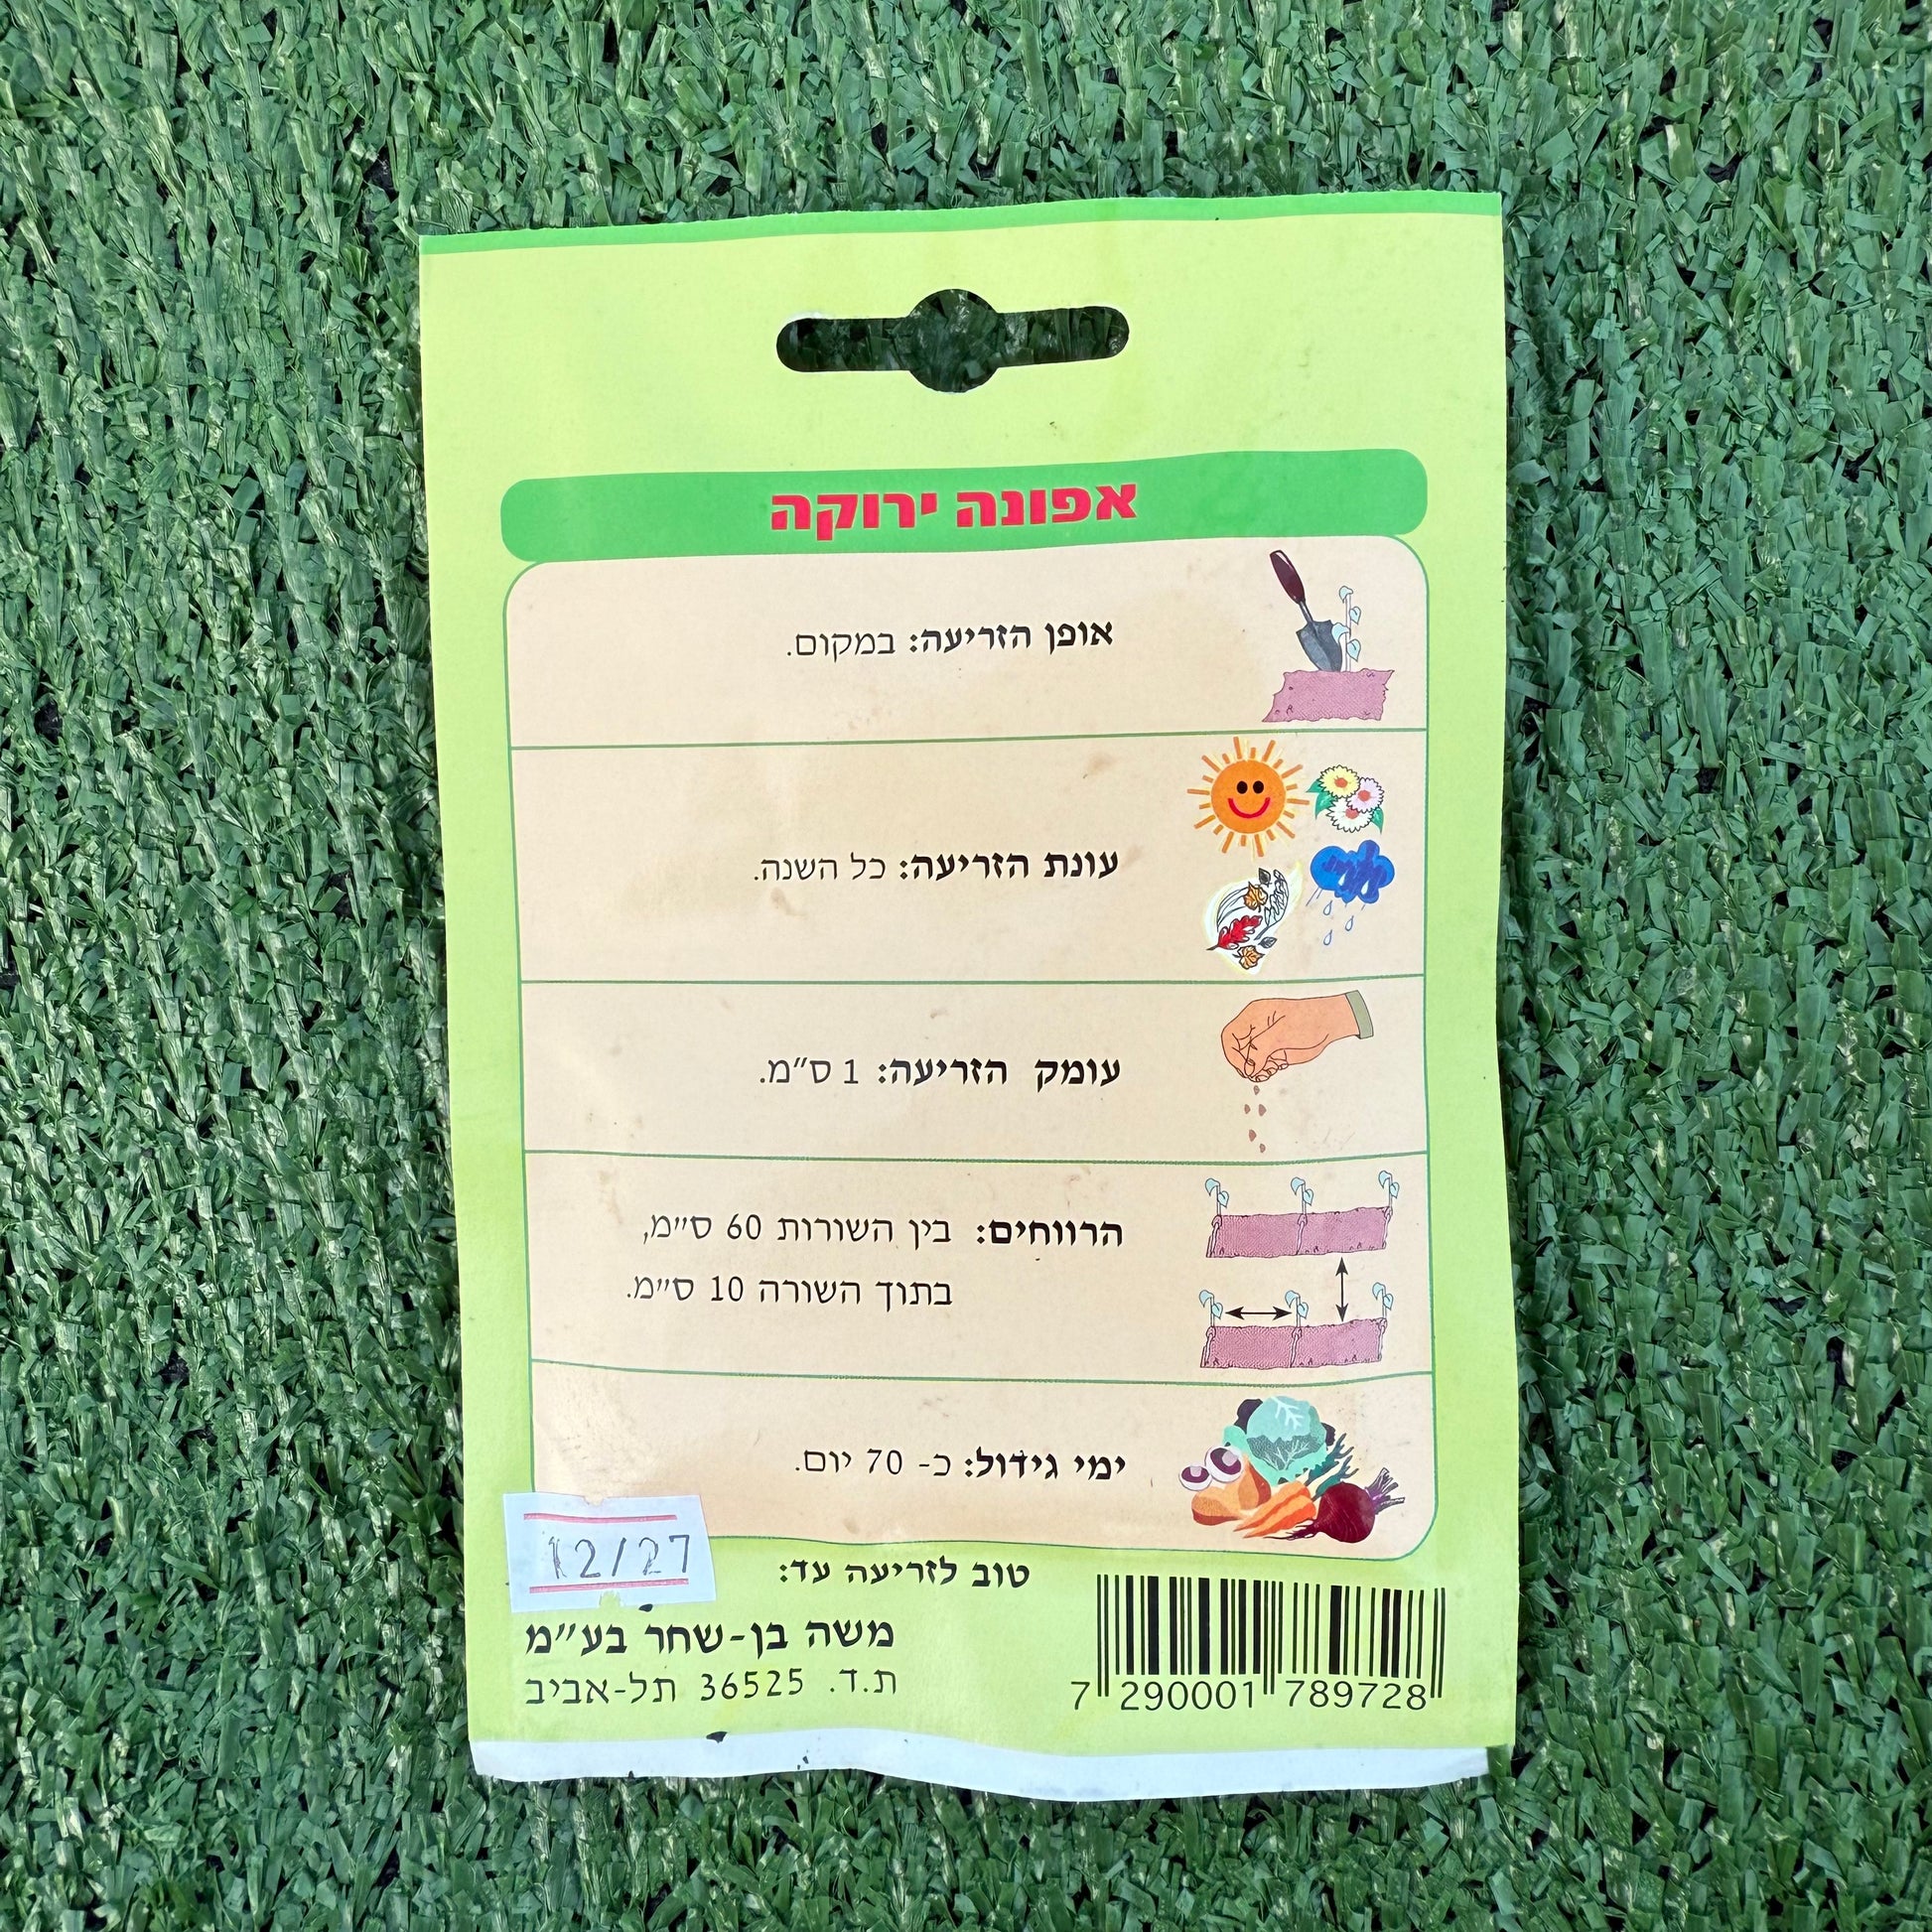 אפונה ירוקה
אופן הזריעה: במקום.
עונת הזריעה: כל השנה.
עומק הזריעה: 1 ס"מ.
הרווחים: בין השורות 60 ס"מ,
בתוך השורה 10 ס"מ.
ימי גידול: כ- 70 יום.
טוב לזריעה עד: 12/27
משה בן-שחר בע"מ
ת.ד. 36525 תל-אביב
7 290001 789728